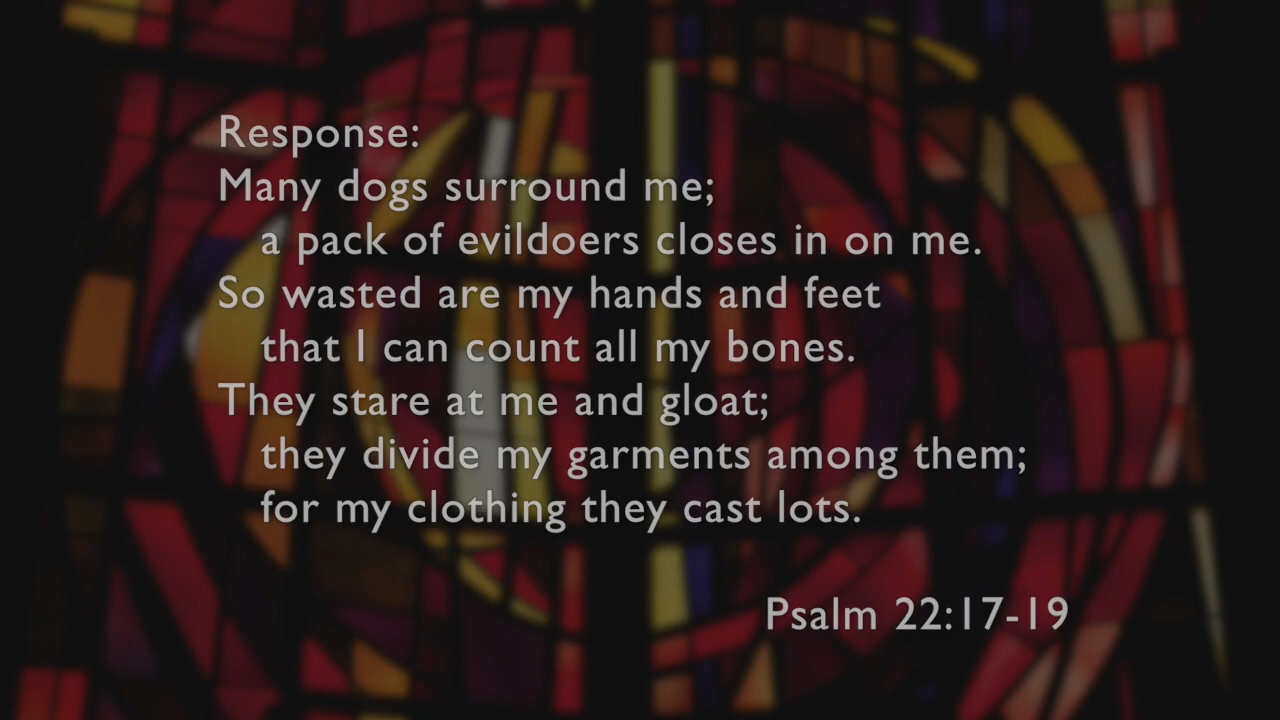 Response:
Many dogs surround me;
a pack of evildoers closes in on me.
So wasted are my hands and feet
that I can count all my bones.
They stare at me and gloat;
they divide my garments among them;
for my clothing they cast lots.
Psalm 22:17-19